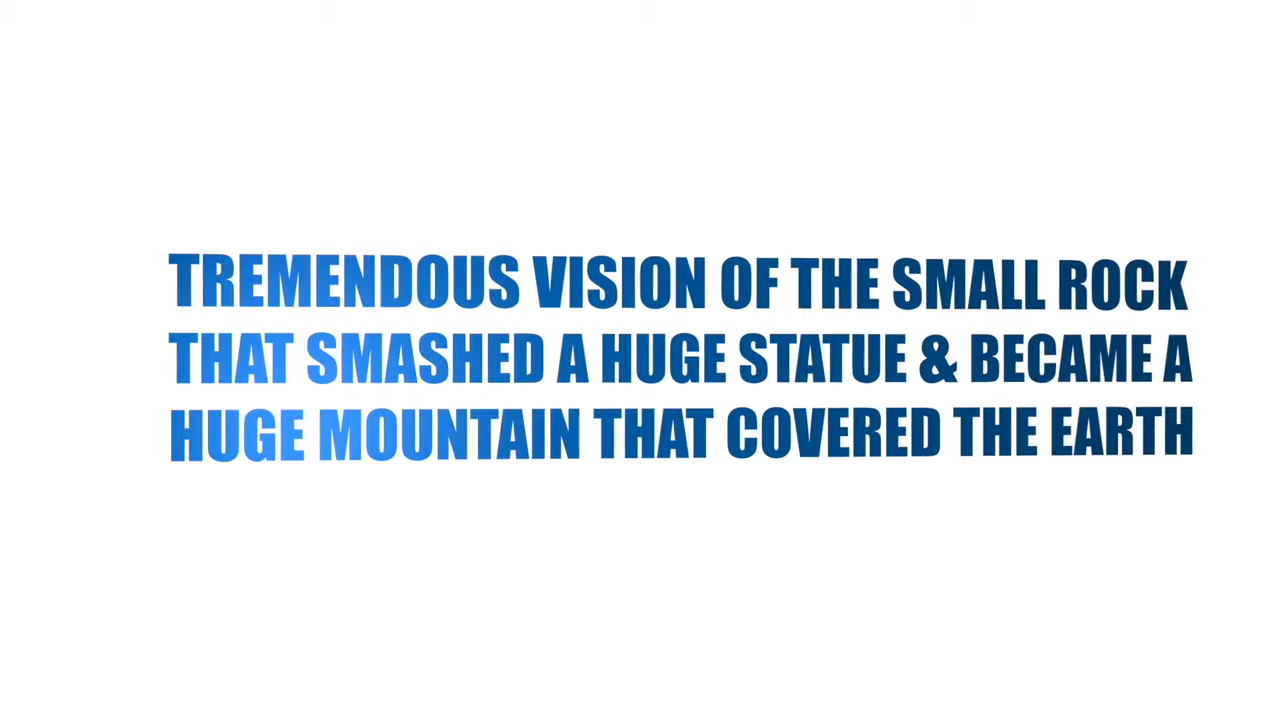 TREMENDOUS VISION OF THE SMALL ROCK
THAT SMASHED A HUGE STATUE & BECAME A
HUGE MOUNTAIN THAT COVERED THE EARTH